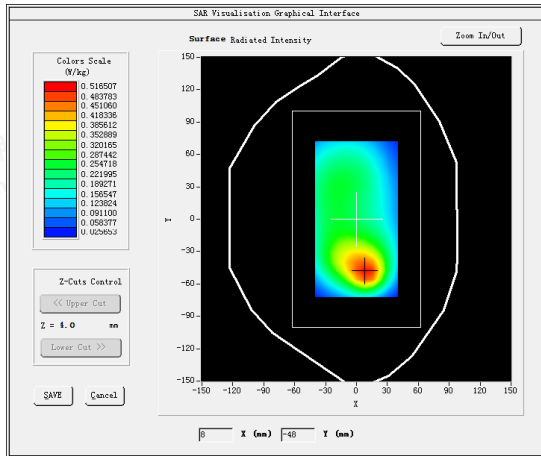 SAR Visualisation Graphical Interface
Surface Radiated Intensity
Zoom In/Out
Colors Scale
(W/kg)
0.516507
0.483783
0.451060
0.418336
0.385612
0.352889
0.320165
0.287442
0.254718
0.221995
0.189271
0.156547
0.123824
0.091100
0.058377
0.025653
Z-Cuts Control
<< Upper Cut
Z = 4.0 mm
Lower Cut >>
SAVE
Cancel
150
120
90
60
30
0
-30
-60
-90
-120
-150
Y
-150 -120 -90 -60 -30 0 30 60 90 120 150
X
8 X (mm) -48 Y (mm)